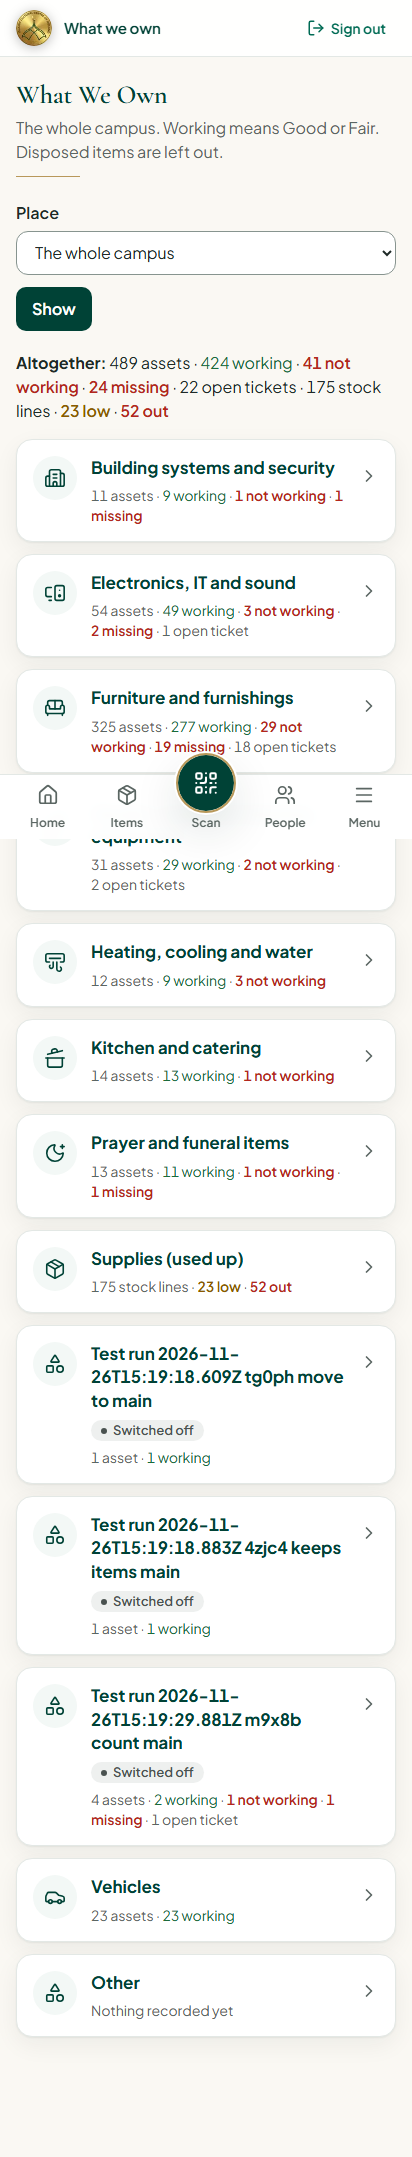 What we own
Sign out
What We Own
The whole campus. Working means Good or Fair.
Disposed items are left out.
Place
The whole campus
Show
Altogether: 489 assets · 424 working · 41 not
working · 24 missing · 22 open tickets · 175 stock
lines · 23 low · 52 out
Building systems and security
11 assets · 9 working · 1 not working · 1
missing
Electronics, IT and sound
54 assets · 49 working · 3 not working ·
2 missing · 1 open ticket
Furniture and furnishings
325 assets · 277 working · 29 not
working · 19 missing · 18 open tickets
Home
Items
Scan
People
Menu
equipment
31 assets · 29 working · 2 not working ·
2 open tickets
Heating, cooling and water
12 assets · 9 working · 3 not working
Kitchen and catering
14 assets · 13 working · 1 not working
Prayer and funeral items
13 assets · 11 working · 1 not working ·
1 missing
Supplies (used up)
175 stock lines · 23 low · 52 out
Test run 2026-11-
26T15:19:18.609Z tg0ph move
to main
Switched off
1 asset · 1 working
Test run 2026-11-
26T15:19:18.883Z 4zjc4 keeps
items main
Switched off
1 asset · 1 working
Test run 2026-11-
26T15:19:29.881Z m9x8b
count main
Switched off
4 assets · 2 working · 1 not working · 1
missing · 1 open ticket
Vehicles
23 assets · 23 working
Other
Nothing recorded yet